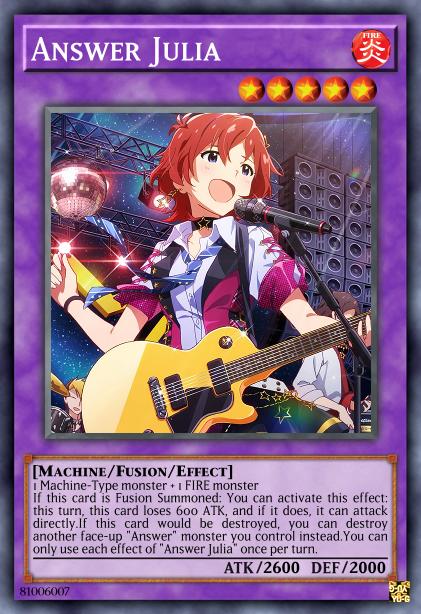 ANSWER JULIA
FIRE
炎
[MACHINE/FUSION/EFFECT]
1 Machine-Type monster + 1 FIRE monster
If this card is Fusion Summoned: You can activate this effect:
this turn, this card loses 600 ATK, and if it does, it can attack
directly.If this card would be destroyed, you can destroy
another face-up "Answer" monster you control instead.You can
only use each effect of "Answer Julia" once per turn.
ATK/2600 DEF/2000
81006007